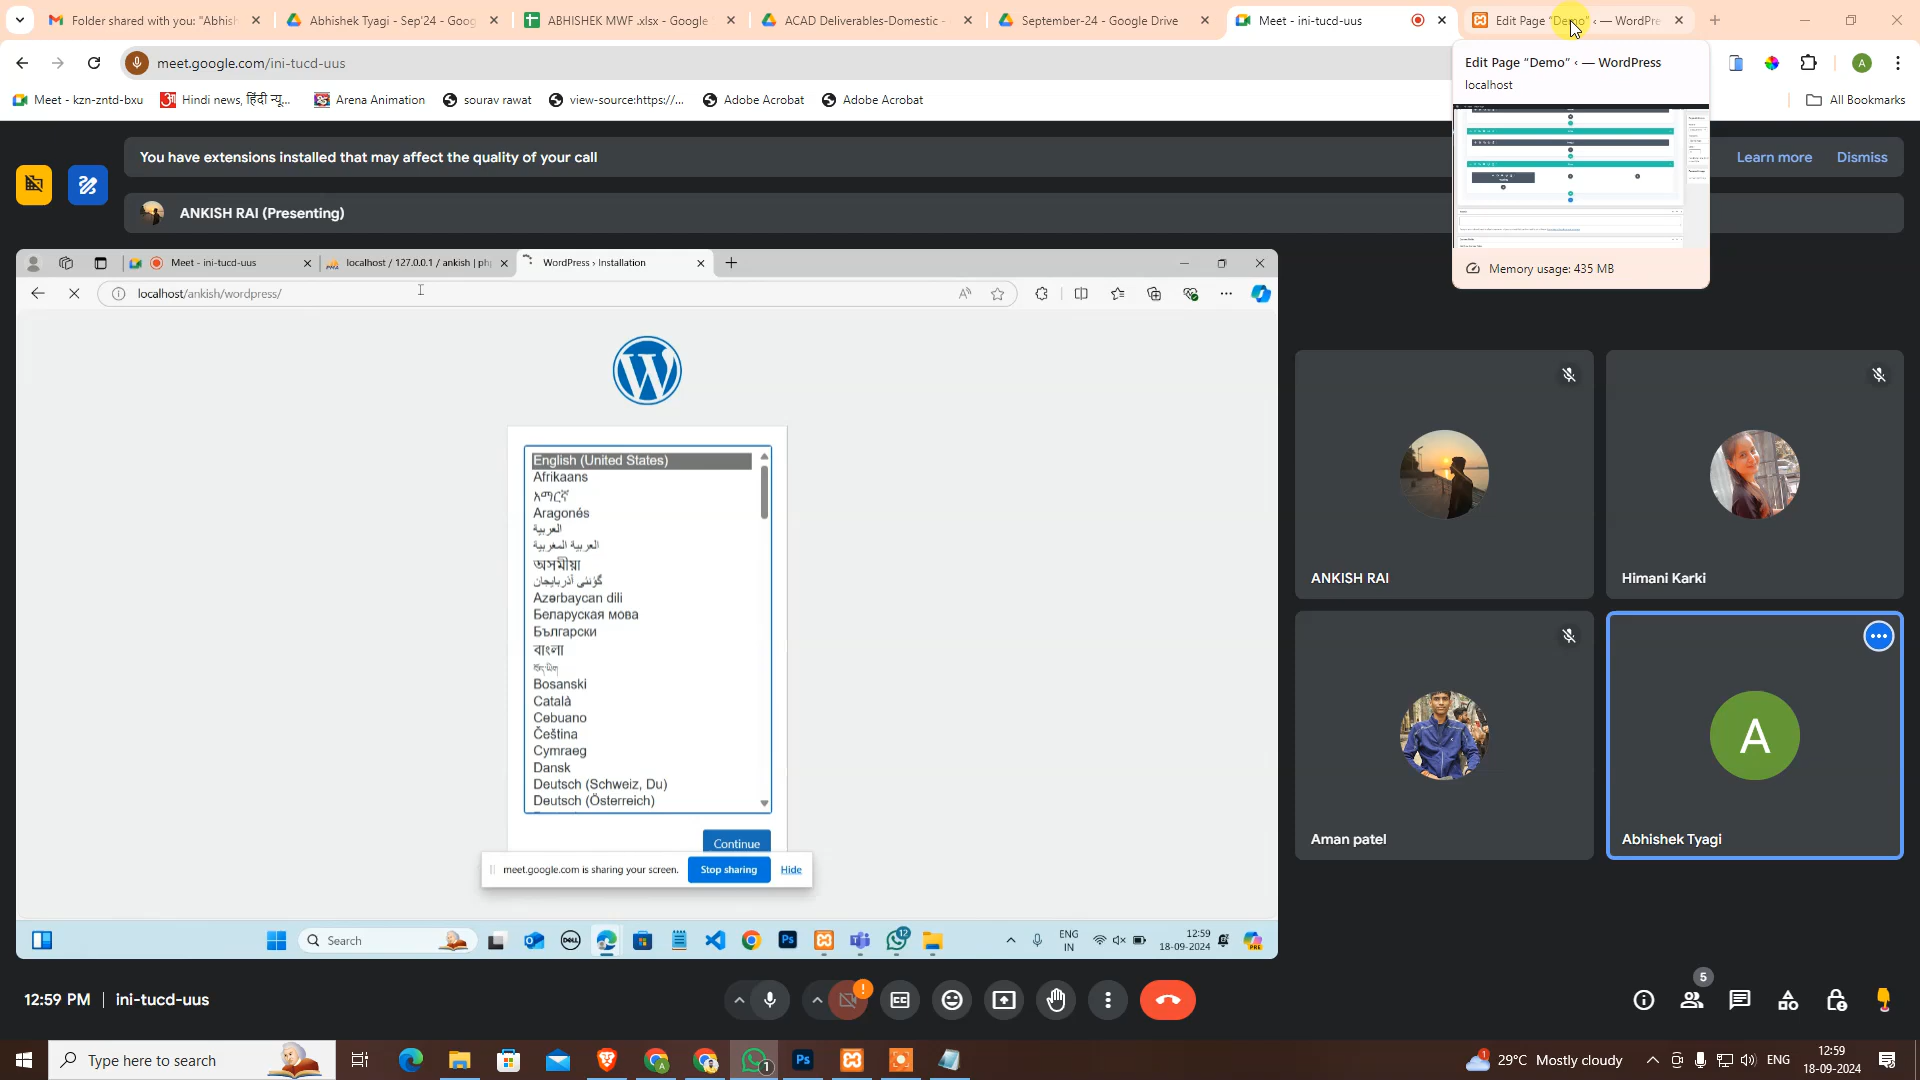 Folder shared with you: "Abhish
Abhishek Tyagi - Sep'24 - Goog
ABHISHEK MWF .xlsx - Google
ACAD Deliverables-Domestic -
September-24 - Google Drive
Meet - ini-tucd-uus
Edit Page "Demo" ‹ — WordPre
meet.google.com/ini-tucd-uus
A
Edit Page “Demo” ‹ — WordPress
localhost
Memory usage: 435 MB
Meet - kzn-zntd-bxu
Hindi news, हिंदी न्यू...
Arena Animation
sourav rawat
view-source:https://...
Adobe Acrobat
Adobe Acrobat
All Bookmarks
You have extensions installed that may affect the quality of your call
Learn more
Dismiss
ANKISH RAI (Presenting)
Meet - ini-tucd-uus
localhost / 127.0.0.1 / ankish | ph
WordPress › Installation
localhost/ankish/wordpress/
English (United States)
Afrikaans
አማርኛ
Aragonés
العربية
العربية المغربية
অসমীয়া
گؤنئی آذربایجان
Azərbaycan dili
Беларуская мова
Български
বাংলা
བོད་ཡིག
Bosanski
Català
Cebuano
Čeština
Cymraeg
Dansk
Deutsch (Schweiz, Du)
Deutsch (Österreich)
Continue
meet.google.com is sharing your screen.
Stop sharing
Hide
Search
12
ENG
IN
12:59
18-09-2024
ANKISH RAI
Himani Karki
Aman patel
A
Abhishek Tyagi
12:59 PM | ini-tucd-uus
5
Type here to search
1
29°C Mostly cloudy
ENG
12:59
18-09-2024